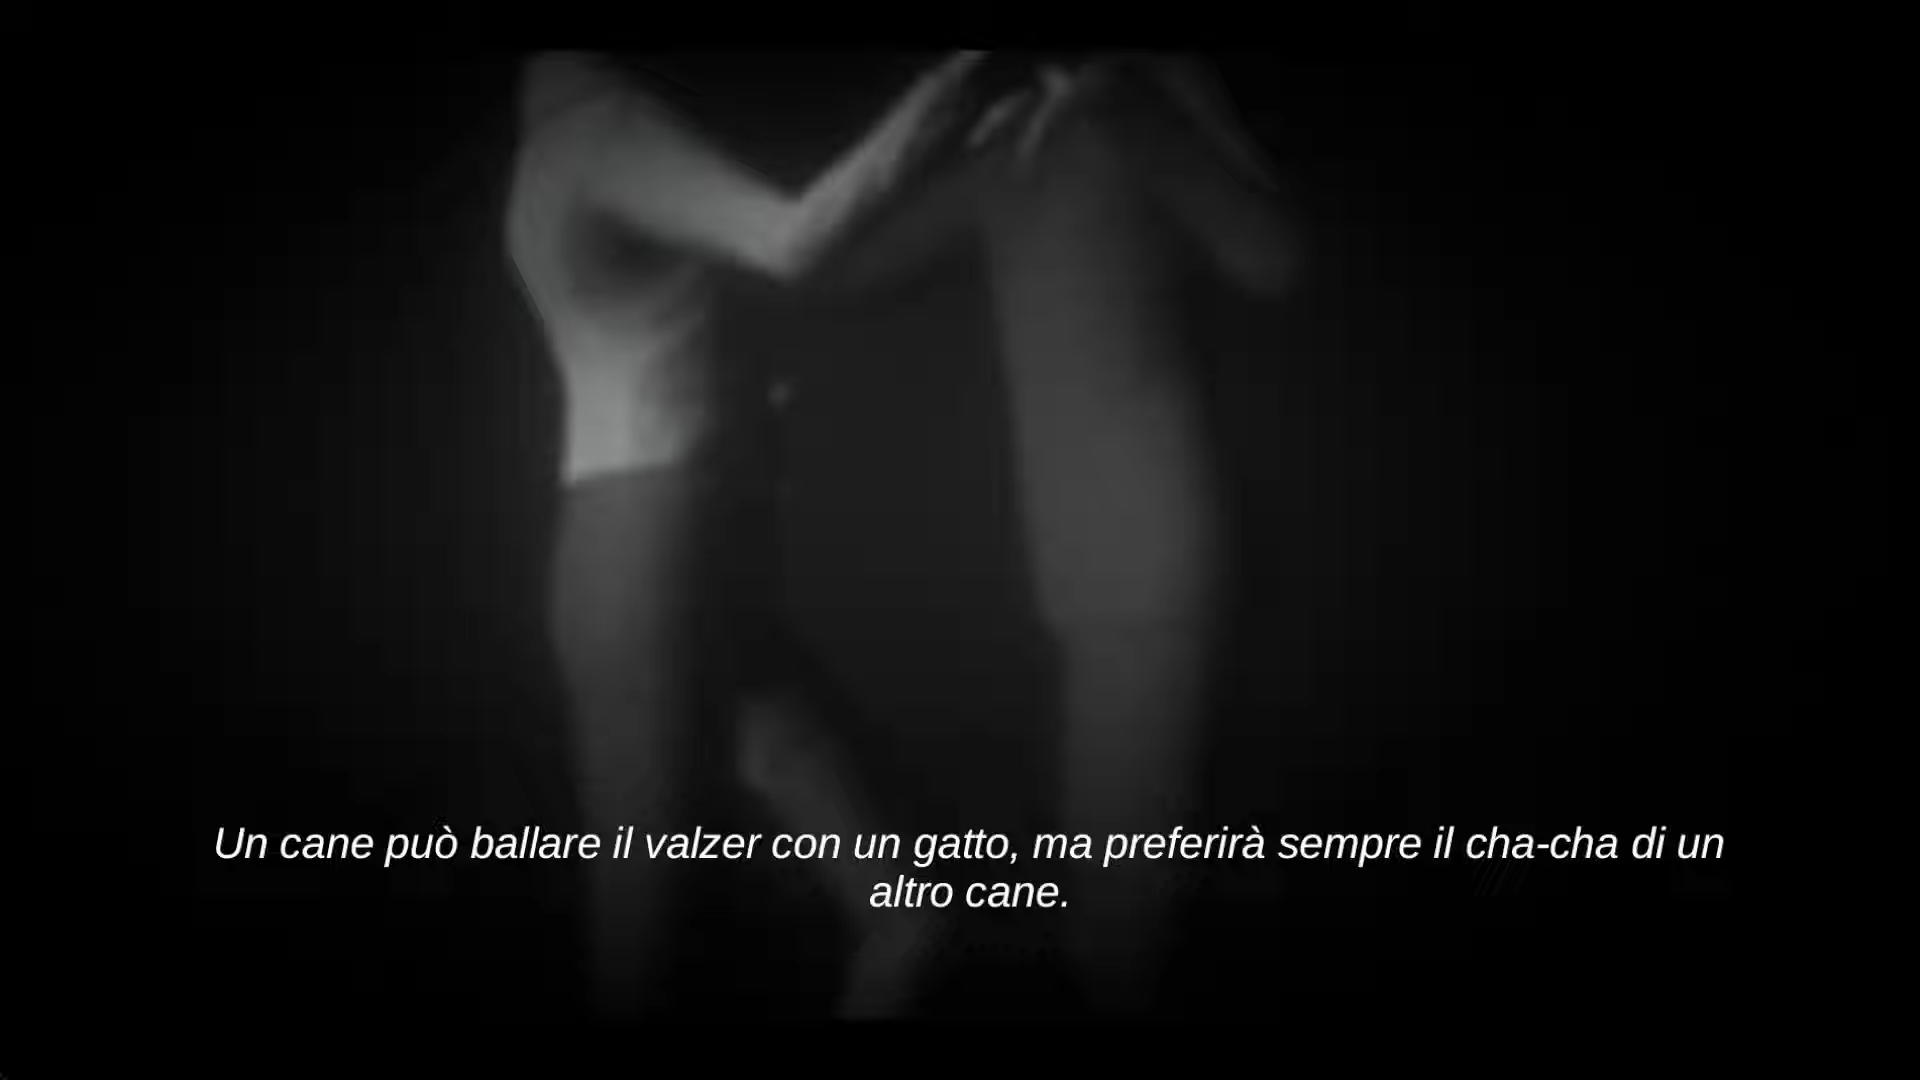 Un cane può ballare il valzer con un gatto, ma preferirà sempre il cha-cha di un
altro cane.